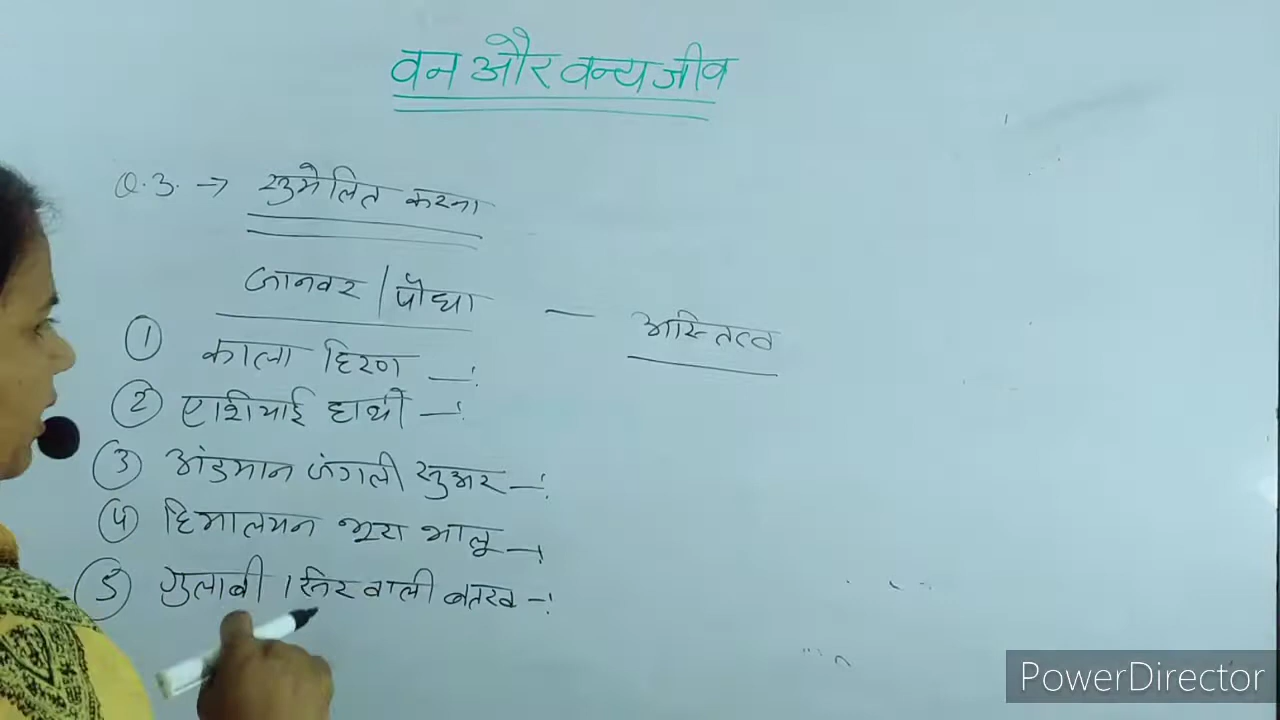 वन और वन्य जीव
Q.3. → सुमेलित करना
जानवर / पौधा — अस्तित्व
① काला हिरण —:
② एशियाई हाथी —:
③ अंडमान जंगली सुअर —:
④ हिमालयन भूरा भालू —:
⑤ गुलाबी सिर वाली बतख —:
PowerDirector